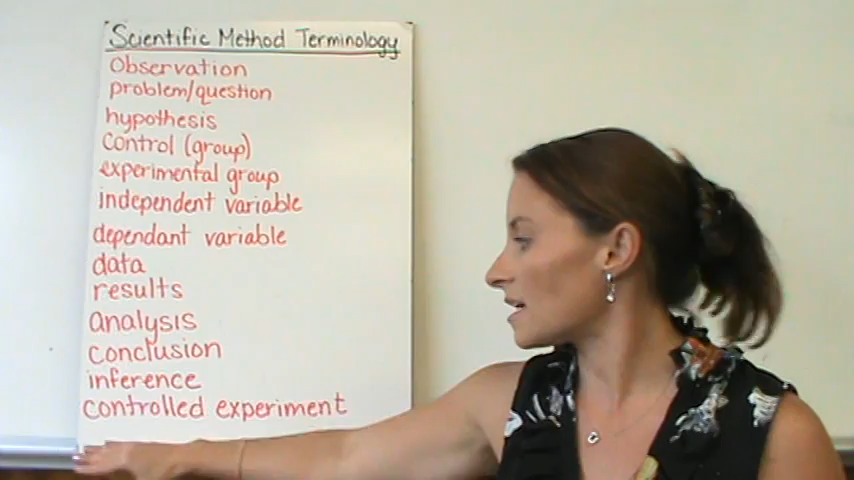 Scientific Method Terminology
Observation
problem/question
hypothesis
control (group)
experimental group
independent variable
dependant variable
data
results
analysis
conclusion
inference
controlled experiment